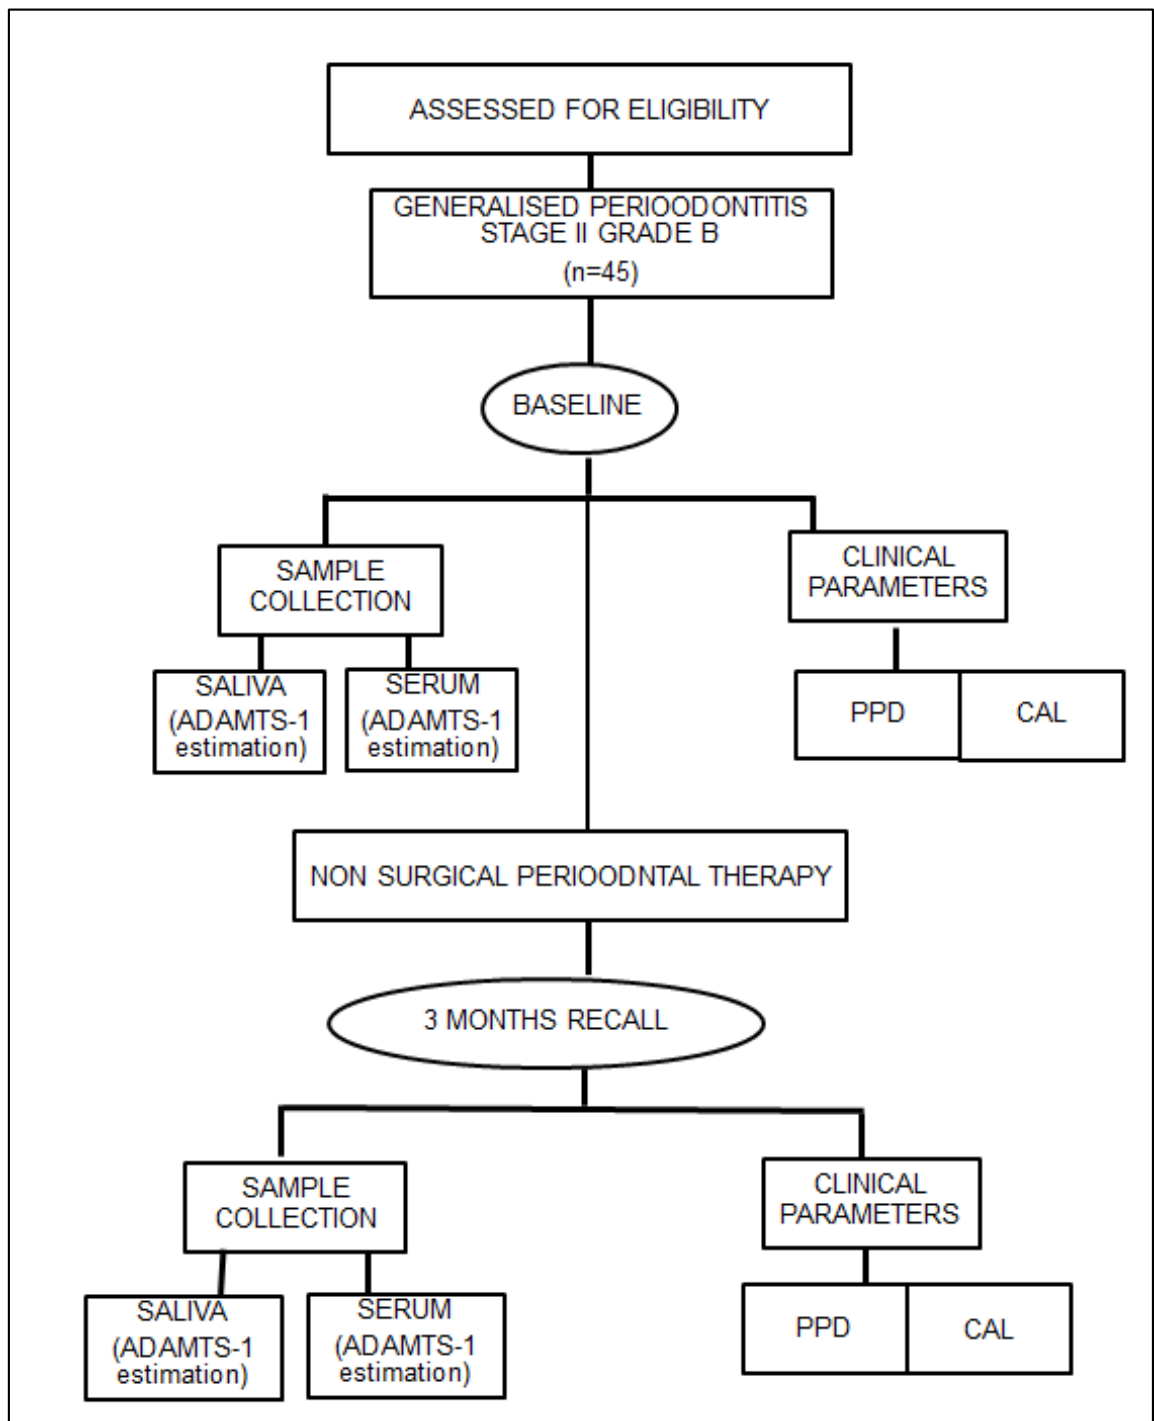 ASSESSED FOR ELIGIBILITY
GENERALISED PERIOODONTITIS
STAGE II GRADE B
(n=45)
BASELINE
SAMPLE
COLLECTION
CLINICAL
PARAMETERS
SALIVA
(ADAMTS-1
estimation)
SERUM
(ADAMTS-1
estimation)
PPD
CAL
NON SURGICAL PERIOODNTAL THERAPY
3 MONTHS RECALL
SAMPLE
COLLECTION
CLINICAL
PARAMETERS
SALIVA
(ADAMTS-1
estimation)
SERUM
(ADAMTS-1
estimation)
PPD
CAL